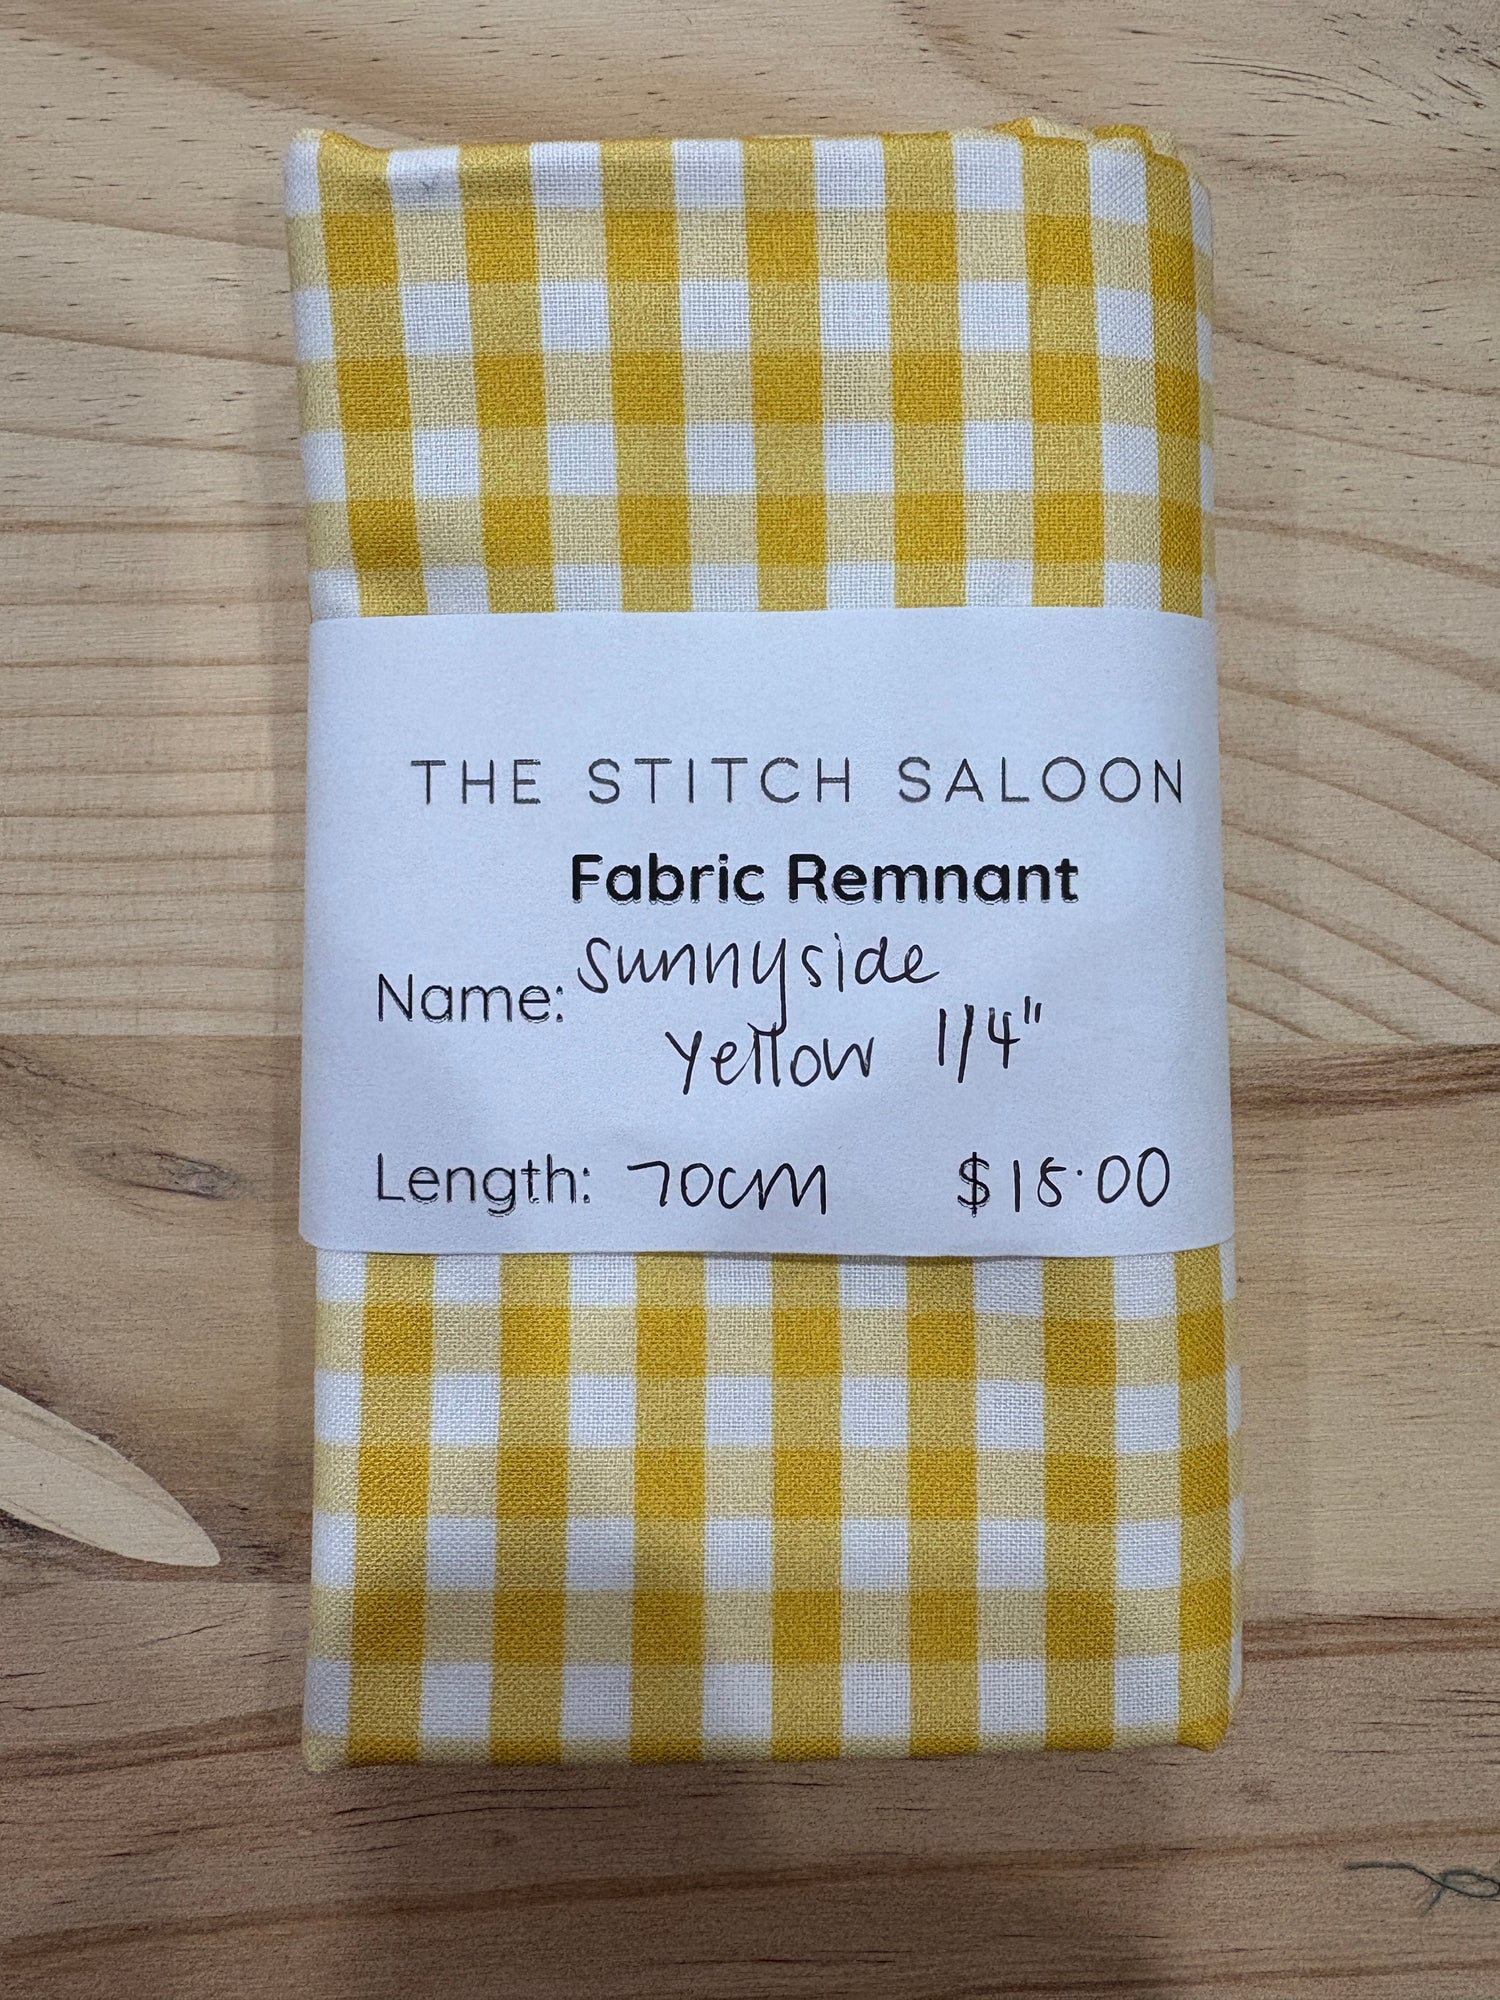 THE STITCH SALOON
Fabric Remnant
Name: Sunnyside
Yellow 1/4"
Length: 70cm $15.00